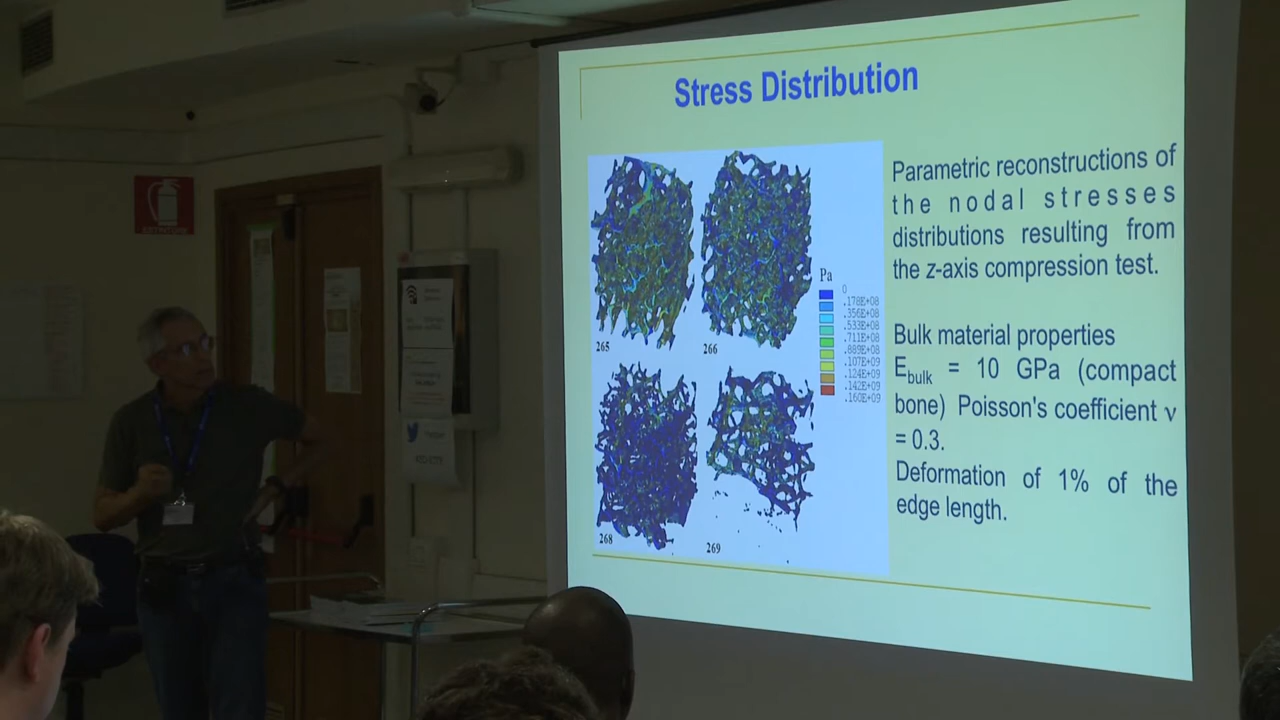 Stress Distribution
Parametric reconstructions of
the nodal stresses
distributions resulting from
the z-axis compression test.
Bulk material properties
Ebulk = 10 GPa (compact
bone) Poisson's coefficient ν
= 0.3.
Deformation of 1% of the
edge length.
Pa
0
.178E+08
.356E+08
.533E+08
.711E+08
.889E+08
.107E+09
.124E+09
.142E+09
.160E+09
265
266
268
269
ESTINTORE